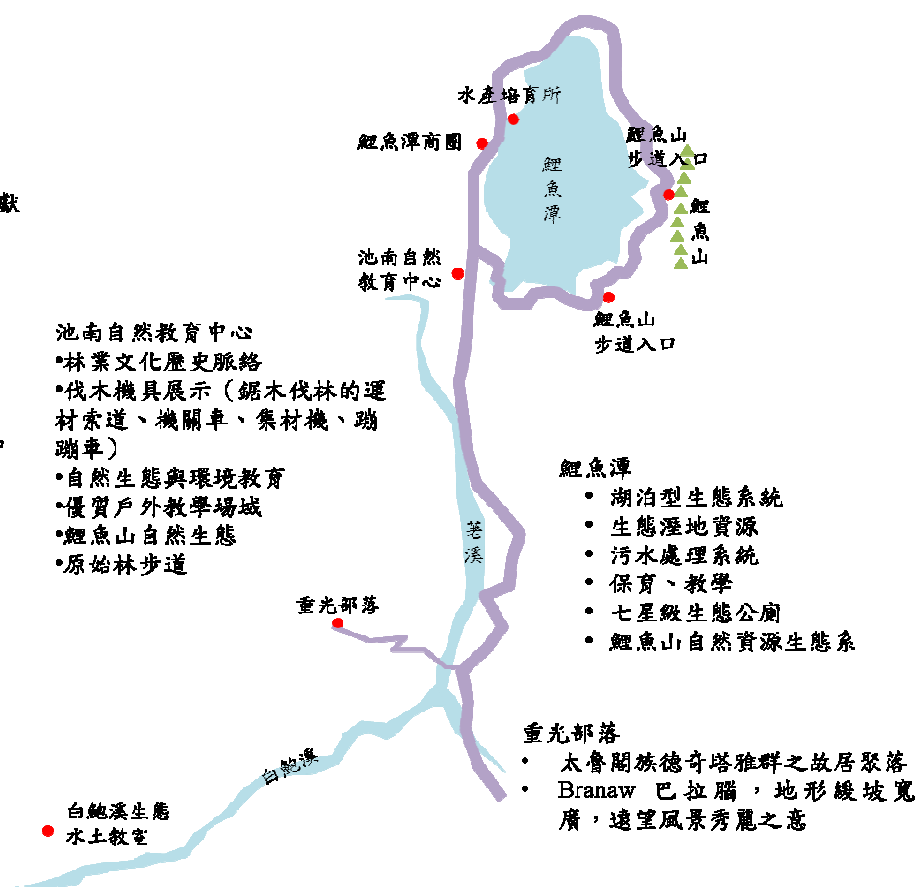 水產培育所
鯉魚潭商圈
鯉魚山
步道入口
鯉
魚
潭
獻
鯉
魚
山
池南自然
教育中心
鯉魚山
步道入口
池南自然教育中心
•林業文化歷史脈絡
•伐木機具展示（鋸木伐林的運
材索道、機關車、集材機、蹦
蹦車）
•自然生態與環境教育
•優質戶外教學場域
•鯉魚山自然生態
•原始林步道
鯉魚潭
• 湖泊型生態系統
• 生態溼地資源
• 污水處理系統
• 保育、教學
• 七星級生態公廁
• 鯉魚山自然資源生態系
荖
溪
重光部落
重光部落
• 太魯閣族德奇塔雅群之故居聚落
• Branaw 巴拉腦，地形緩坡寬
廣，遠望風景秀麗之意
白鮑溪
白鮑溪生態
水土教室